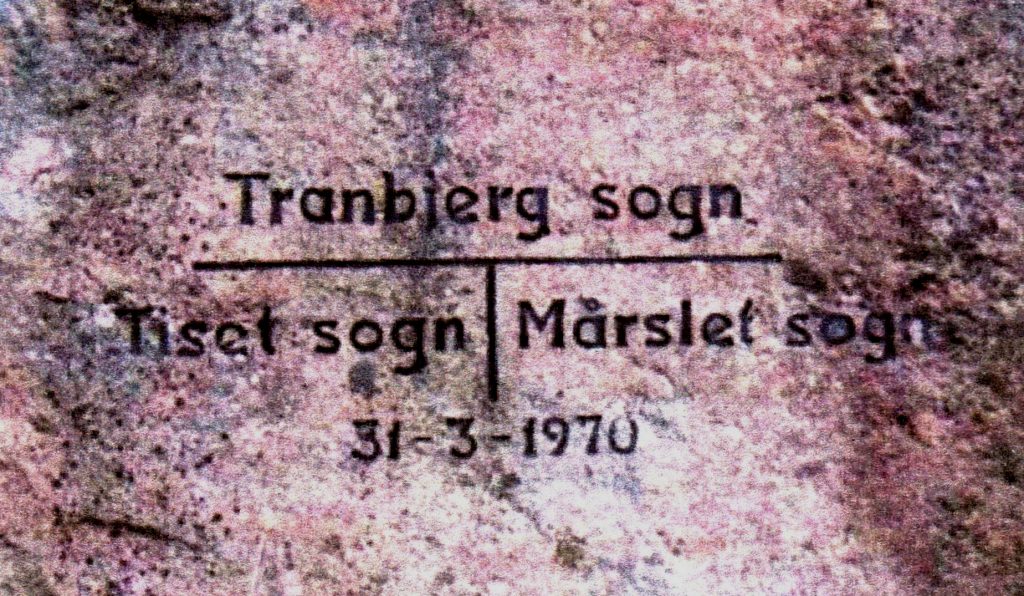 Tranbjerg sogn
Tiset sogn Mårslet sogn
31-3-1970